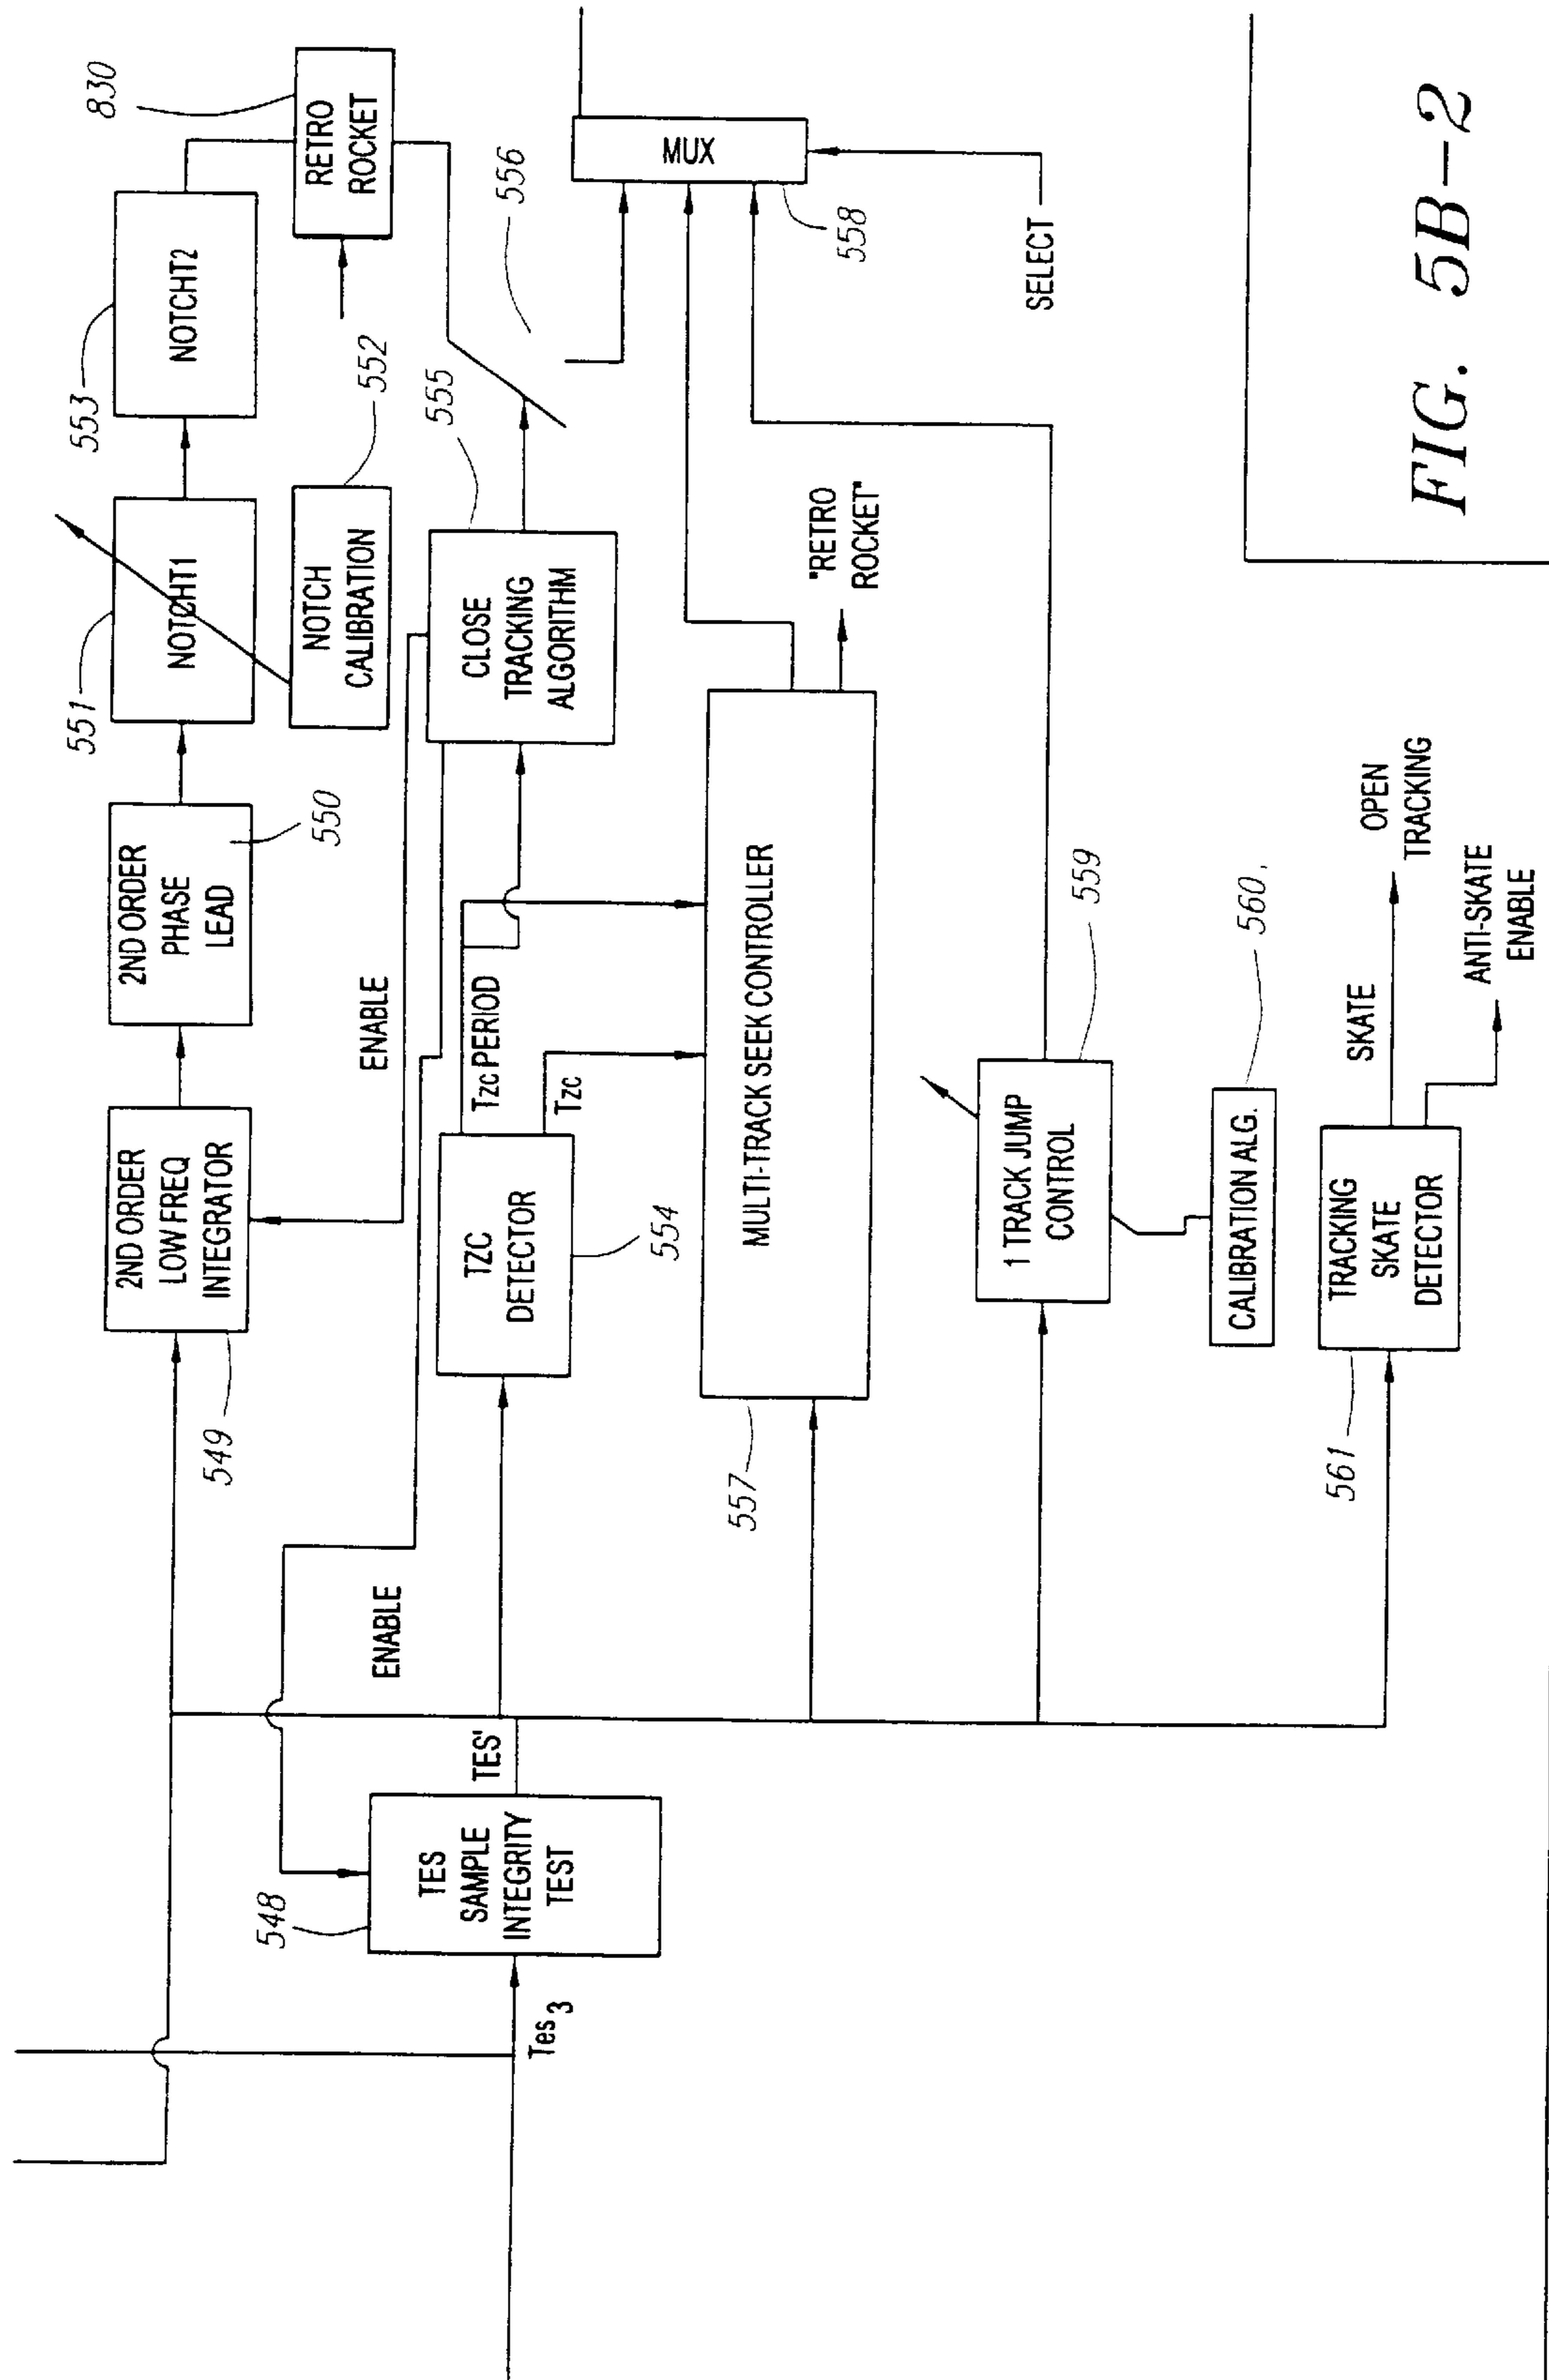 549
2ND ORDER
LOW FREQ
INTEGRATOR
2ND ORDER
PHASE
LEAD
550
551
NOTCHT1
553
NOTCHT2
830
RETRO
ROCKET
NOTCH
CALIBRATION
552
556
ENABLE
ENABLE
CLOSE
TRACKING
ALGORITHM
555
548
TES
SAMPLE
INTEGRITY
TEST
Tes3
TES'
TZC
DETECTOR
554
Tzc PERIOD
Tzc
MUX
558
SELECT
557
MULTI-TRACK SEEK CONTROLLER
"RETRO
ROCKET"
1 TRACK JUMP
CONTROL
559
CALIBRATION ALG.
560.
561
TRACKING
SKATE
DETECTOR
SKATE
OPEN
TRACKING
ANTI-SKATE
ENABLE
FIG. 5B-2